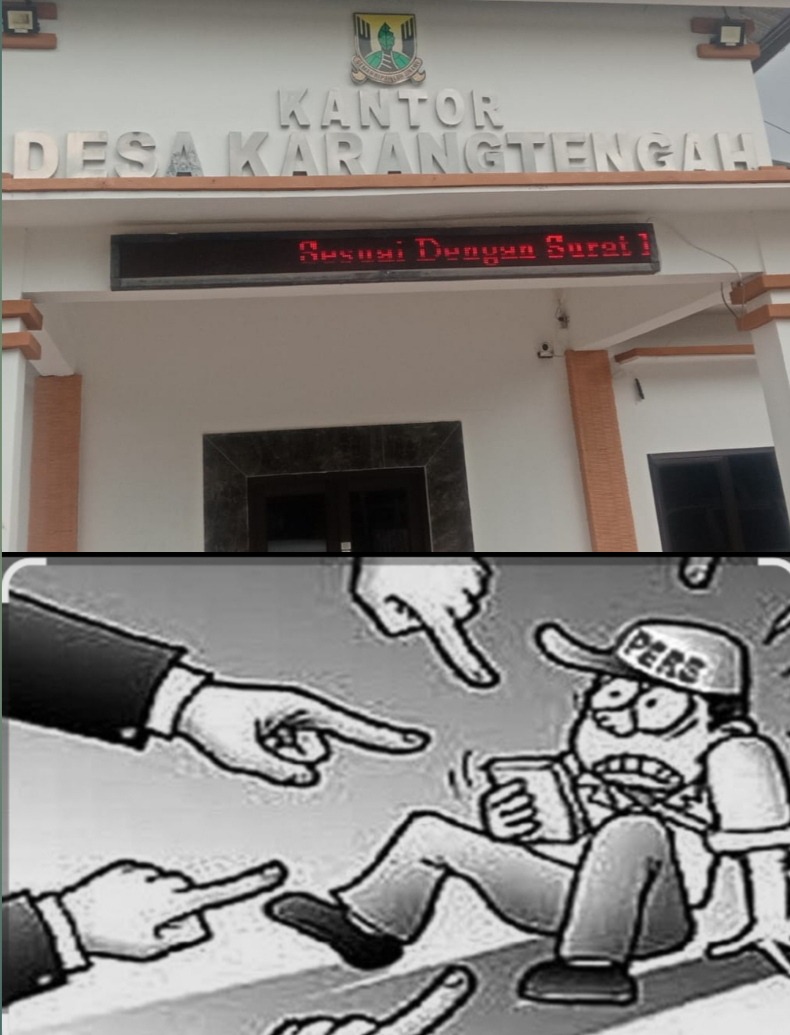 KANTOR
DESA KARANGTENGAH
Sesuai Dengan Surat
PERS